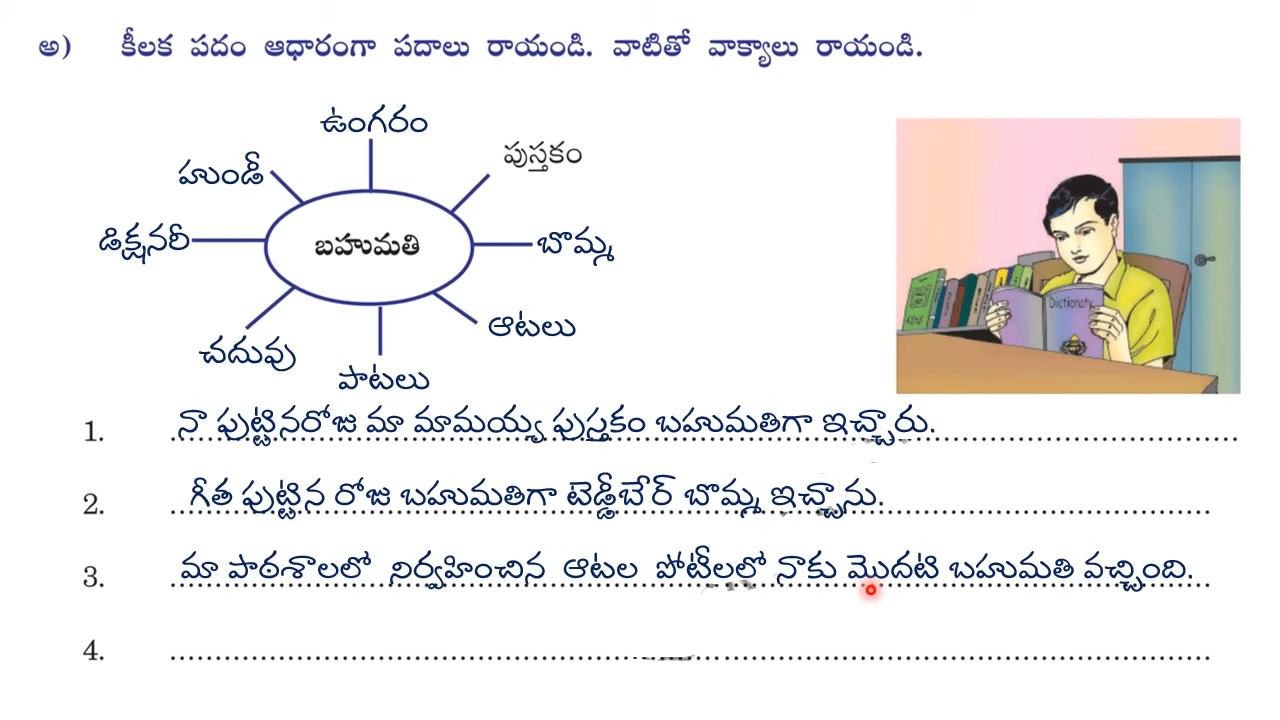 అ) కీలక పదం ఆధారంగా పదాలు రాయండి. వాటితో వాక్యాలు రాయండి.
ఉంగరం
పుస్తకం
హుండీ
డిక్షనరీ
బహుమతి
బొమ్మ
ఆటలు
చదువు
పాటలు
Dictionary
1. నా పుట్టినరోజు మా మామయ్య పుస్తకం బహుమతిగా ఇచ్చారు.
2. గీత పుట్టిన రోజు బహుమతిగా టెడ్డీబేర్ బొమ్మ ఇచ్చాను.
3. మా పాఠశాలలో నిర్వహించిన ఆటల పోటీలలో నాకు మొదటి బహుమతి వచ్చింది.
4.